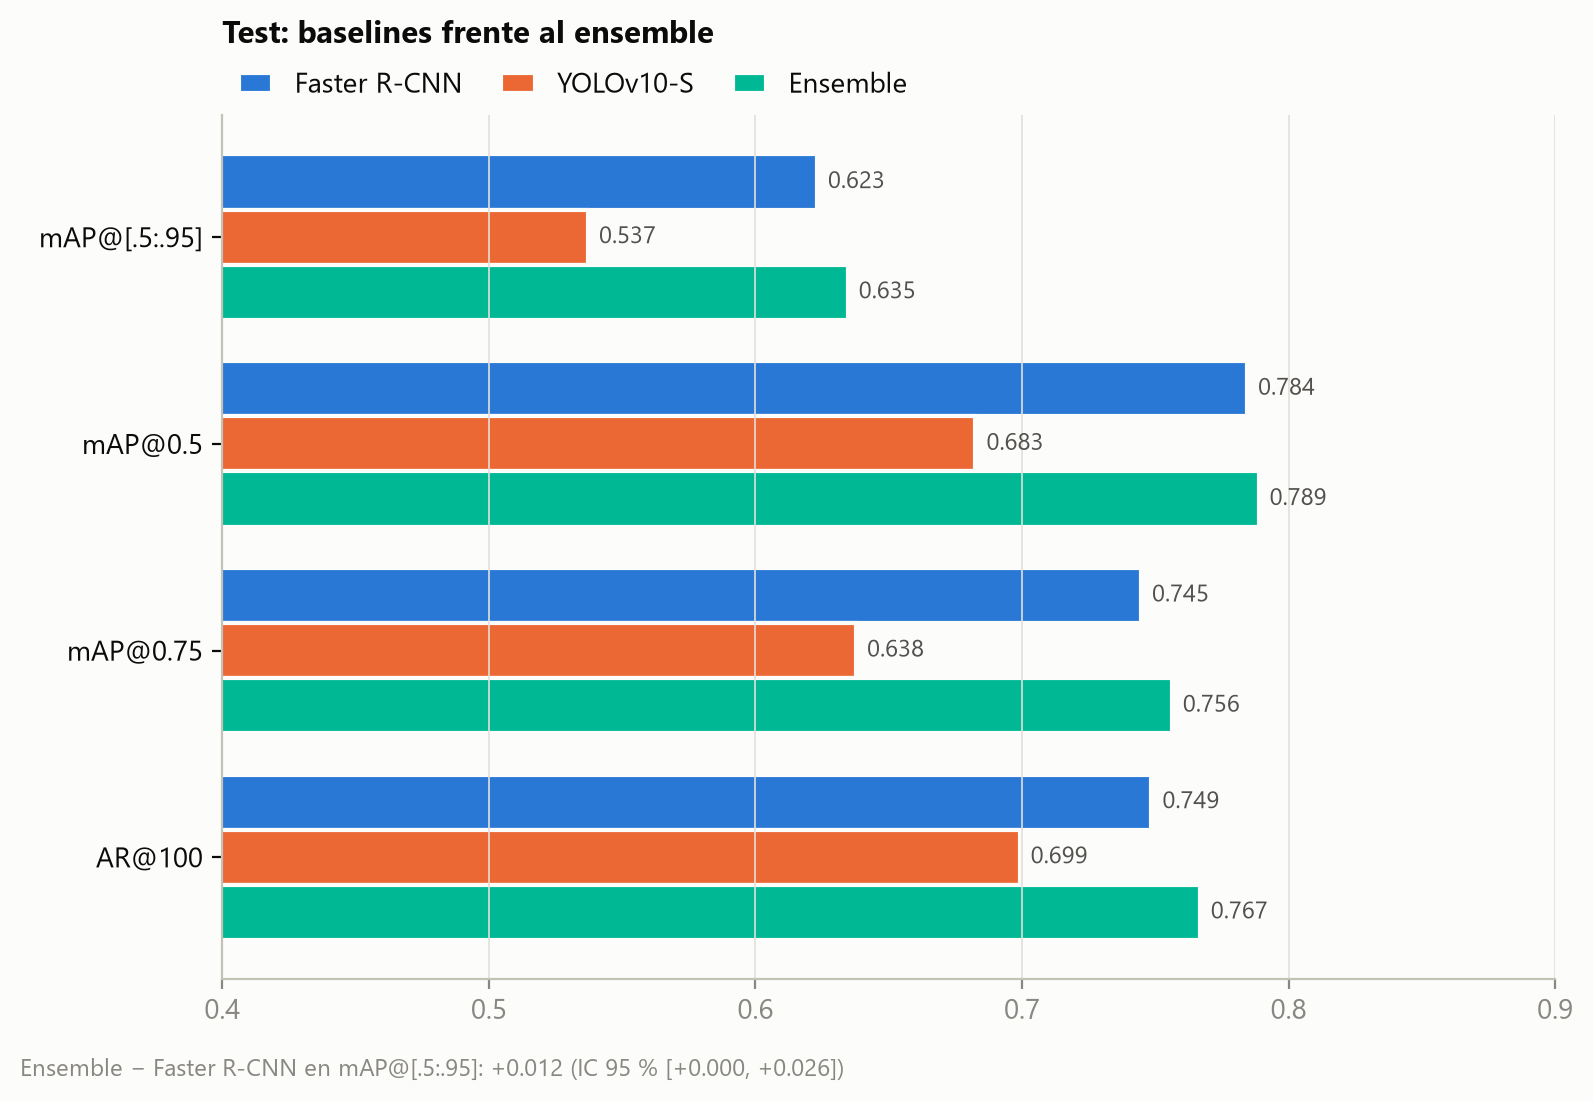 Test: baselines frente al ensemble
Faster R-CNN YOLOv10-S Ensemble
mAP@[.5:.95]
0.623
0.537
0.635
mAP@0.5
0.784
0.683
0.789
mAP@0.75
0.745
0.638
0.756
AR@100
0.749
0.699
0.767
0.4 0.5 0.6 0.7 0.8 0.9
Ensemble − Faster R-CNN en mAP@[.5:.95]: +0.012 (IC 95 % [+0.000, +0.026])